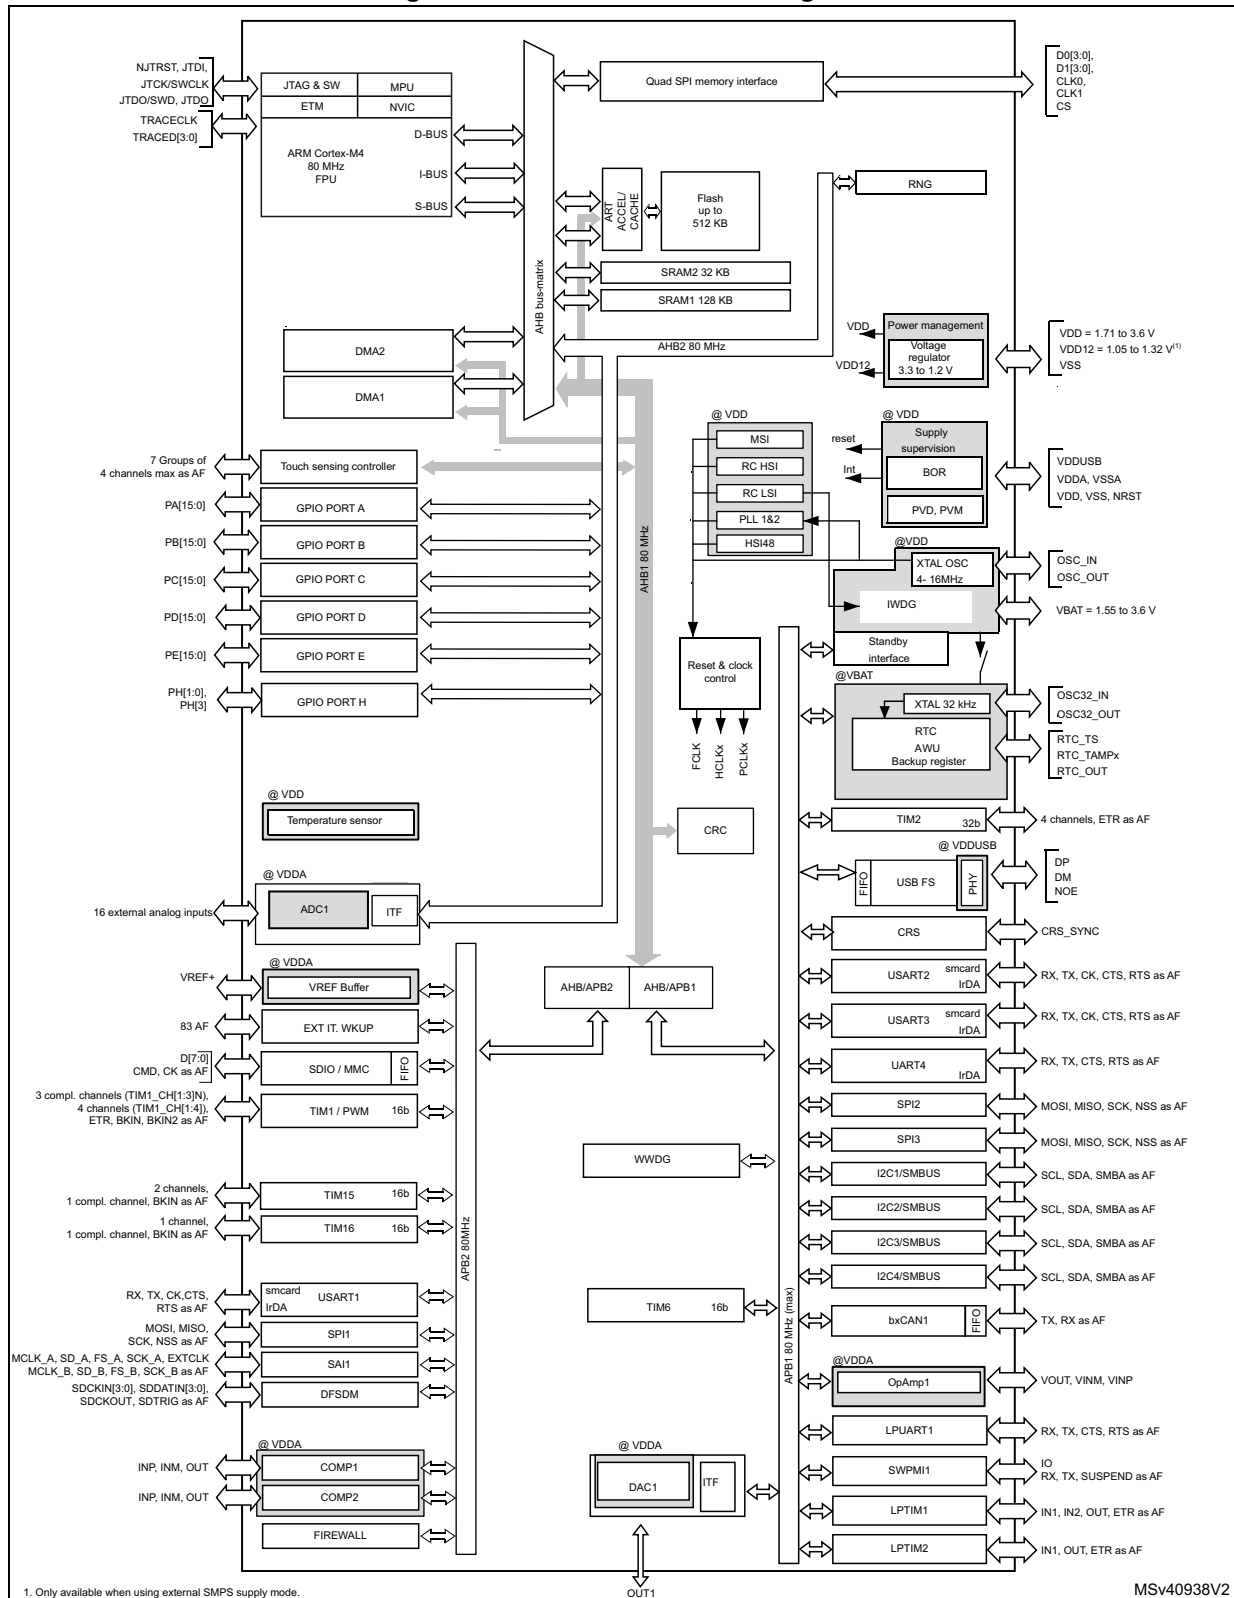 NJTRST, JTDI,
JTCK/SWCLK
JTDO/SWD, JTDO
TRACECLK
TRACED[3:0]
JTAG & SW
MPU
ETM
NVIC
ARM Cortex-M4
80 MHz
FPU
D-BUS
I-BUS
S-BUS
AHB bus-matrix
Quad SPI memory interface
D0[3:0],
D1[3:0],
CLK0,
CLK1
CS
ART
ACCEL/
CACHE
Flash
up to
512 KB
RNG
SRAM2 32 KB
SRAM1 128 KB
AHB2 80 MHz
DMA2
DMA1
VDD
VDD12
Power management
Voltage
regulator
3.3 to 1.2 V
VDD = 1.71 to 3.6 V
VDD12 = 1.05 to 1.32 V(1)
VSS
@ VDD
MSI
RC HSI
RC LSI
PLL 1&2
HSI48
@ VDD
reset
Int
Supply
supervision
BOR
PVD, PVM
VDDUSB
VDDA, VSSA
VDD, VSS, NRST
7 Groups of
4 channels max as AF
Touch sensing controller
PA[15:0]
GPIO PORT A
PB[15:0]
GPIO PORT B
PC[15:0]
GPIO PORT C
PD[15:0]
GPIO PORT D
PE[15:0]
GPIO PORT E
PH[1:0],
PH[3]
GPIO PORT H
AHB1 80 MHz
@VDD
XTAL OSC
4- 16MHz
IWDG
OSC_IN
OSC_OUT
VBAT = 1.55 to 3.6 V
Standby
interface
Reset & clock
control
FCLK
HCLKx
PCLKx
@VBAT
XTAL 32 kHz
RTC
AWU
Backup register
OSC32_IN
OSC32_OUT
RTC_TS
RTC_TAMPx
RTC_OUT
@ VDD
Temperature sensor
CRC
TIM2
32b
4 channels, ETR as AF
@ VDDUSB
FIFO
USB FS
PHY
DP
DM
NOE
@ VDDA
16 external analog inputs
ADC1
ITF
CRS
CRS_SYNC
@ VDDA
VREF+
VREF Buffer
AHB/APB2
AHB/APB1
USART2
smcard
IrDA
RX, TX, CK, CTS, RTS as AF
83 AF
EXT IT. WKUP
USART3
smcard
IrDA
RX, TX, CK, CTS, RTS as AF
D[7:0]
CMD, CK as AF
SDIO / MMC
FIFO
UART4
IrDA
RX, TX, CTS, RTS as AF
3 compl. channels (TIM1_CH[1:3]N),
4 channels (TIM1_CH[1:4]),
ETR, BKIN, BKIN2 as AF
TIM1 / PWM
16b
SPI2
MOSI, MISO, SCK, NSS as AF
SPI3
MOSI, MISO, SCK, NSS as AF
WWDG
I2C1/SMBUS
SCL, SDA, SMBA as AF
2 channels,
1 compl. channel, BKIN as AF
TIM15
16b
I2C2/SMBUS
SCL, SDA, SMBA as AF
1 channel,
1 compl. channel, BKIN as AF
TIM16
16b
I2C3/SMBUS
SCL, SDA, SMBA as AF
APB2 80MHz
I2C4/SMBUS
SCL, SDA, SMBA as AF
RX, TX, CK,CTS,
RTS as AF
smcard
IrDA
USART1
TIM6
16b
APB1 80 MHz (max)
bxCAN1
FIFO
TX, RX as AF
MOSI, MISO,
SCK, NSS as AF
SPI1
MCLK_A, SD_A, FS_A, SCK_A, EXTCLK
MCLK_B, SD_B, FS_B, SCK_B as AF
SAI1
@VDDA
OpAmp1
VOUT, VINM, VINP
SDCKIN[3:0], SDDATIN[3:0],
SDCKOUT, SDTRIG as AF
DFSDM
LPUART1
RX, TX, CTS, RTS as AF
@ VDDA
INP, INM, OUT
COMP1
INP, INM, OUT
COMP2
FIREWALL
@ VDDA
DAC1
ITF
OUT1
SWPMI1
IO
RX, TX, SUSPEND as AF
LPTIM1
IN1, IN2, OUT, ETR as AF
LPTIM2
IN1, OUT, ETR as AF
1. Only available when using external SMPS supply mode.
MSv40938V2